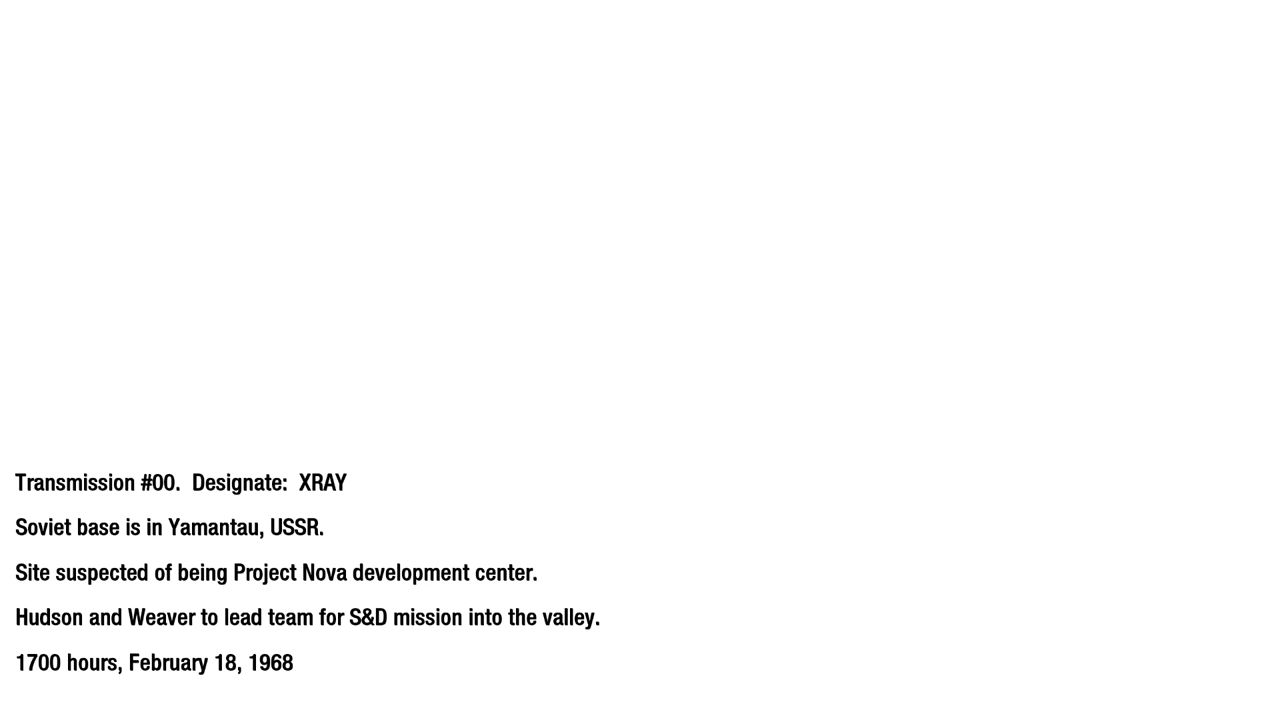 Transmission #00.  Designate:  XRAY
Soviet base is in Yamantau, USSR.
Site suspected of being Project Nova development center.
Hudson and Weaver to lead team for S&D mission into the valley.
1700 hours, February 18, 1968